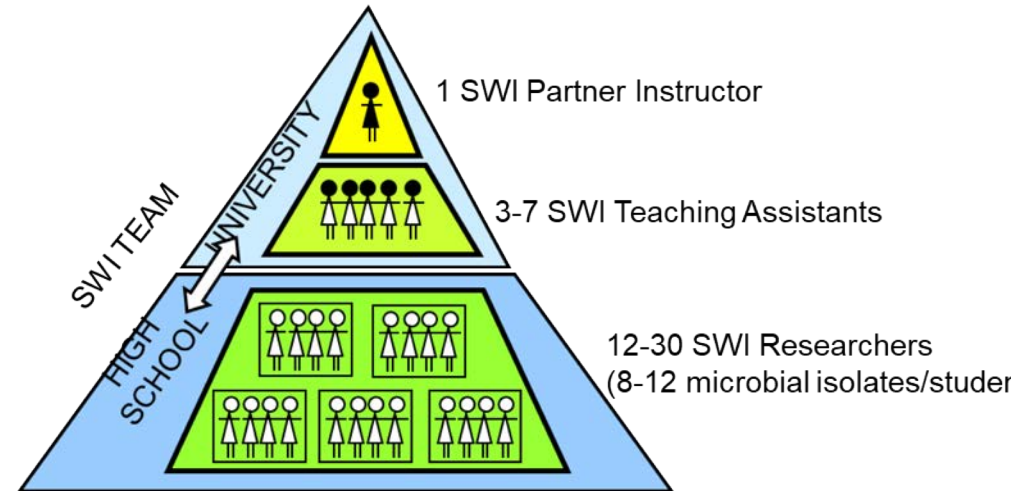 1 SWI Partner Instructor
UNIVERSITY
3-7 SWI Teaching Assistants
SWI TEAM
HIGH
SCHOOL
12-30 SWI Researchers
(8-12 microbial isolates/studen